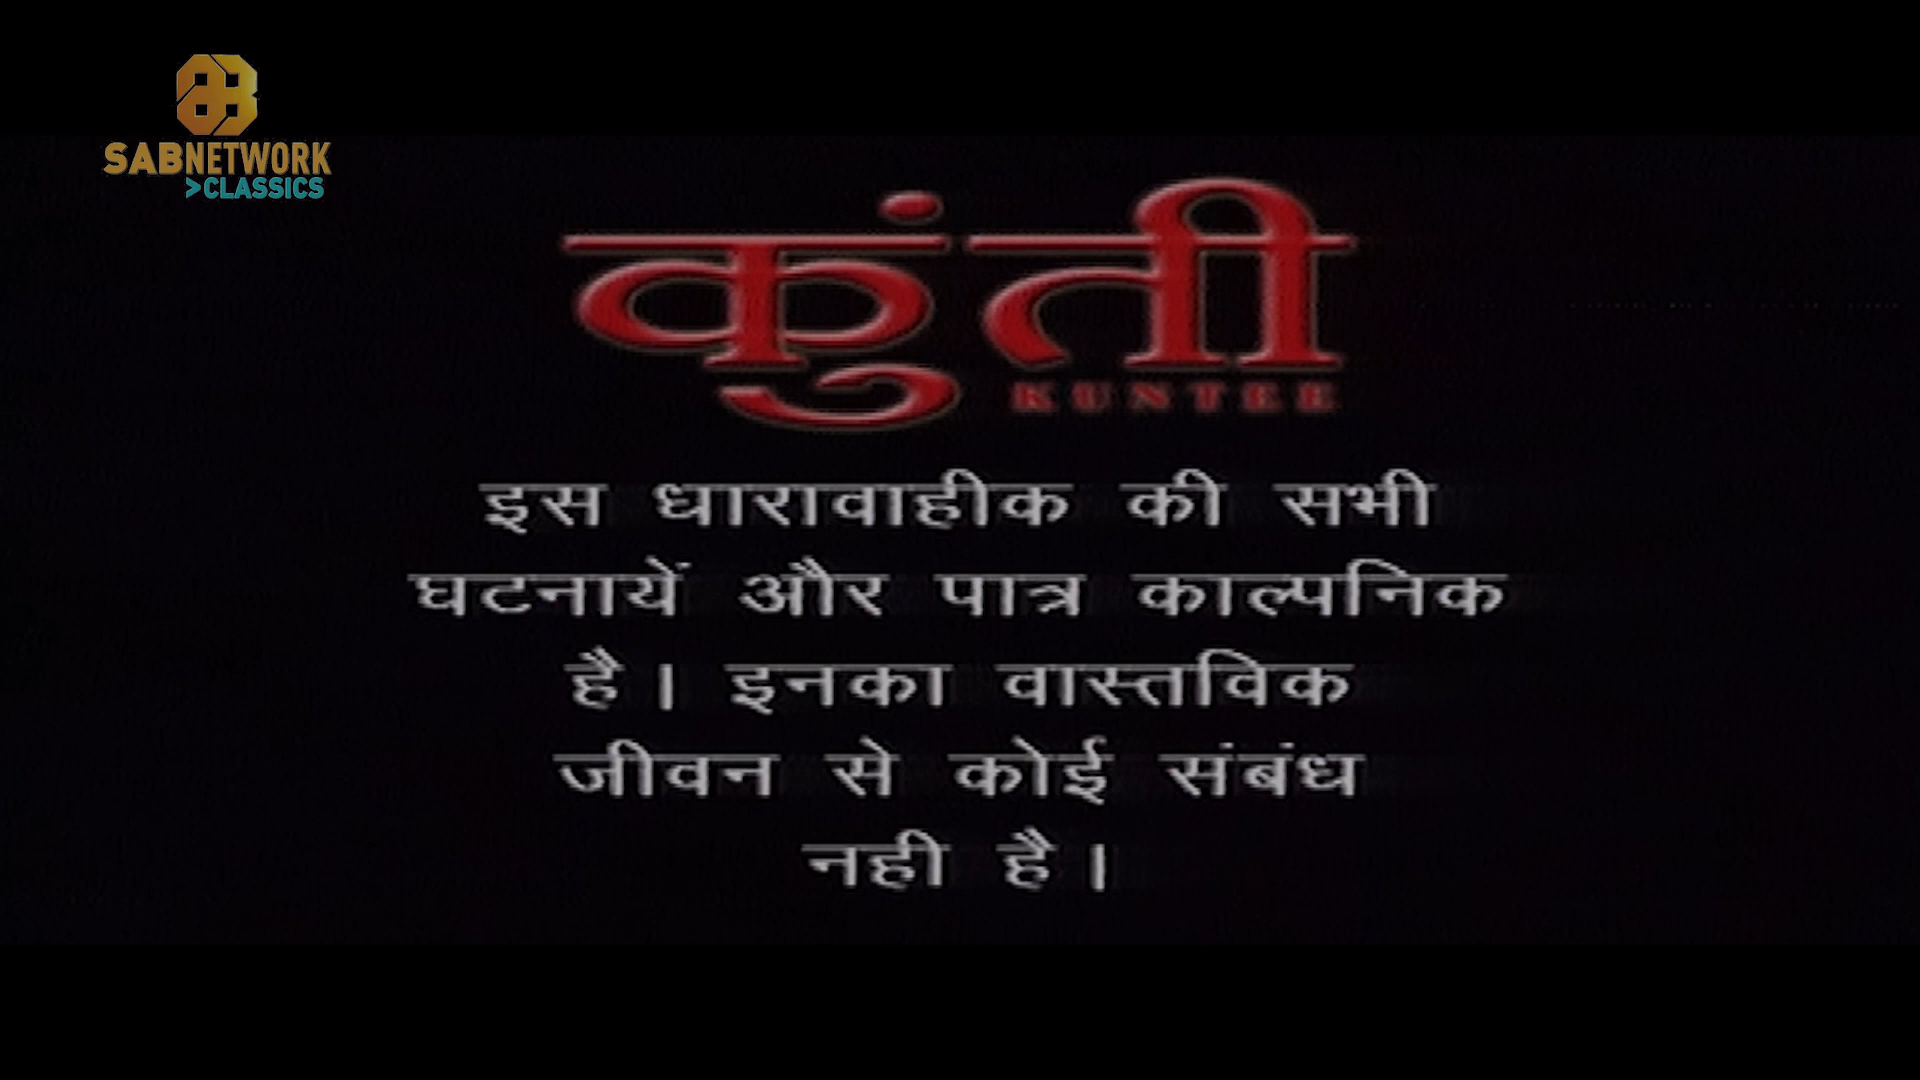 SABNETWORK
>CLASSICS
कुंती
KUNTEE
इस धारावाहीक की सभी
घटनायें और पात्र काल्पनिक
है। इनका वास्तविक
जीवन से कोई संबंध
नही है।